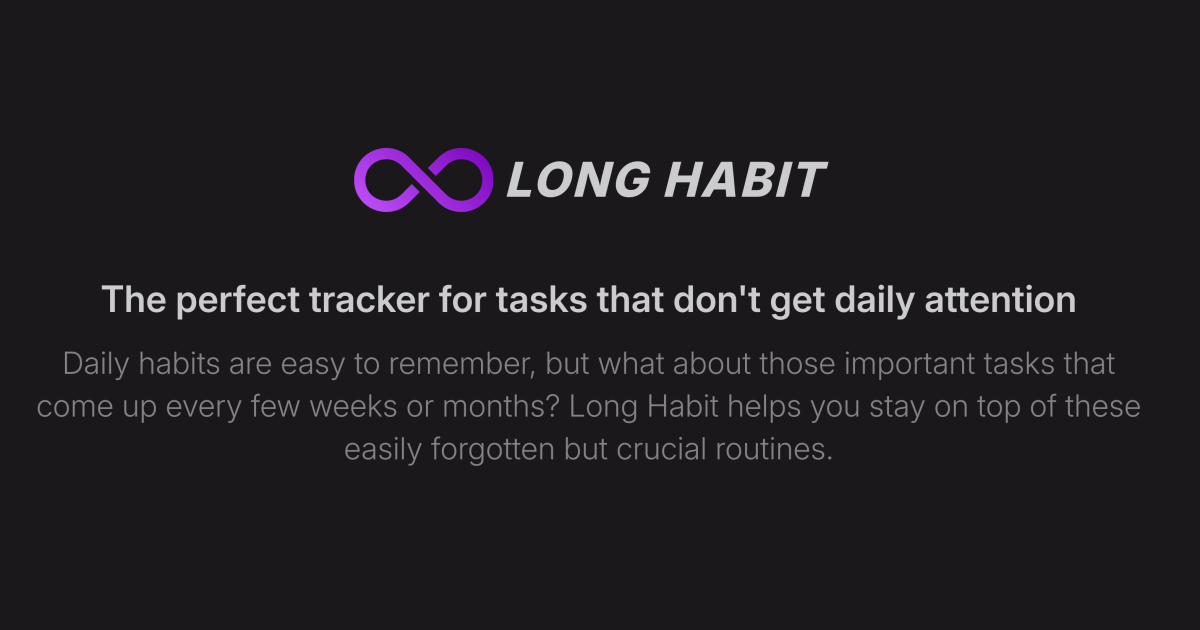 LONG HABIT
The perfect tracker for tasks that don't get daily attention
Daily habits are easy to remember, but what about those important tasks that
come up every few weeks or months? Long Habit helps you stay on top of these
easily forgotten but crucial routines.